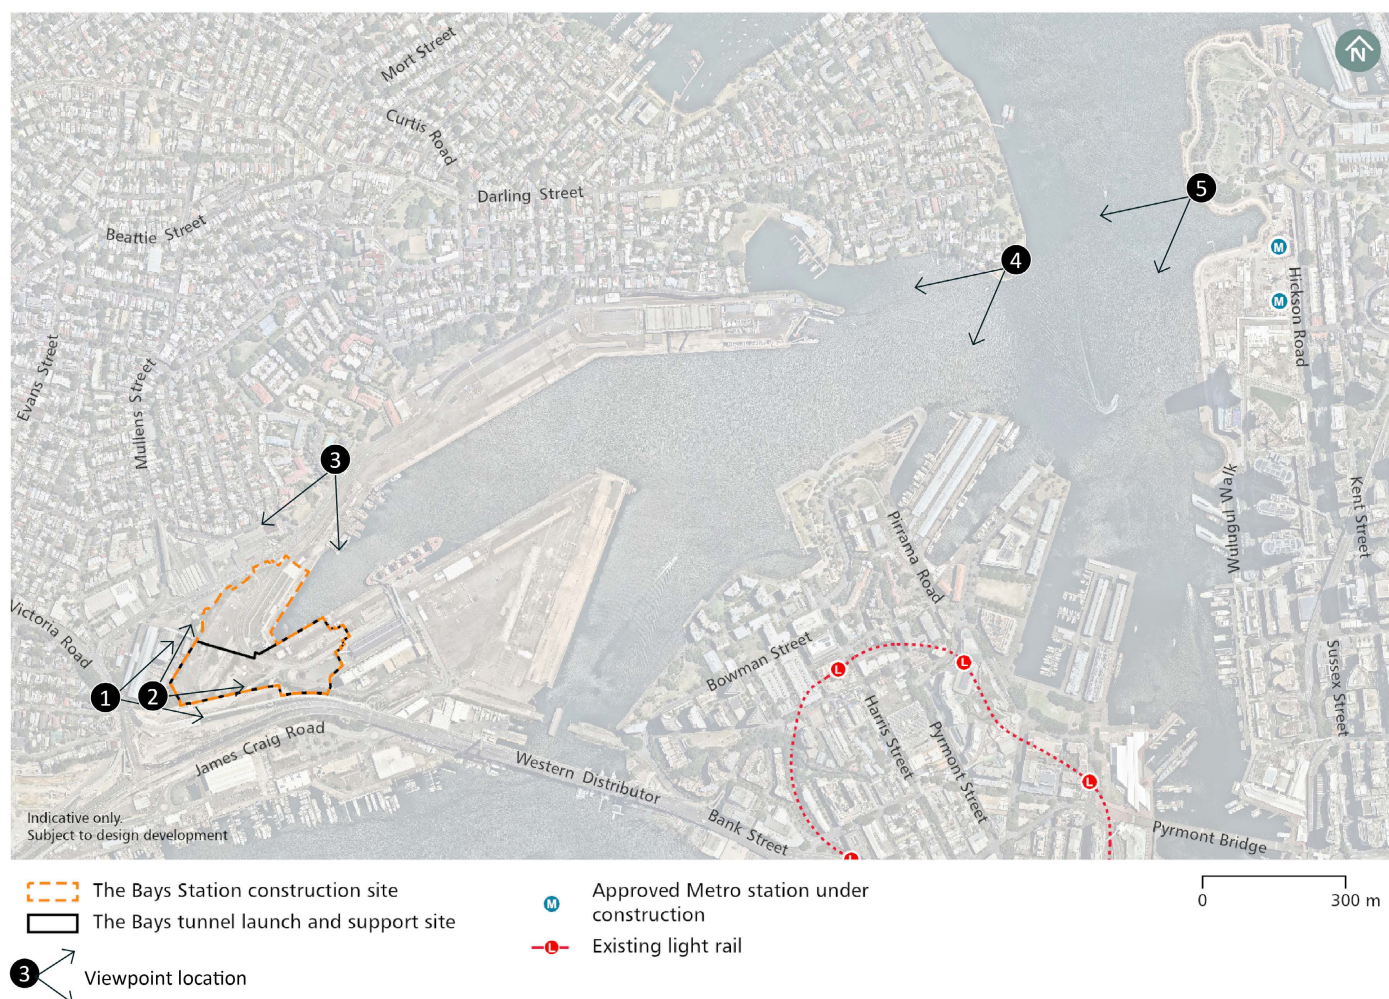 N
Mort Street
Curtis Road
Darling Street
Beattie Street
5
4
M
M
Hickson Road
Evans Street
Mullens Street
3
Wulugul Walk
Kent Street
Pirrama Road
Victoria Road
Bowman Street
L
L
Sussex Street
1
2
Harris Street
Pyrmont Street
James Craig Road
Western Distributor
L
Bank Street
Pyrmont Bridge
L
Indicative only.
Subject to design development
The Bays Station construction site
The Bays tunnel launch and support site
3
Viewpoint location
M
Approved Metro station under
construction
L
Existing light rail
0
300 m